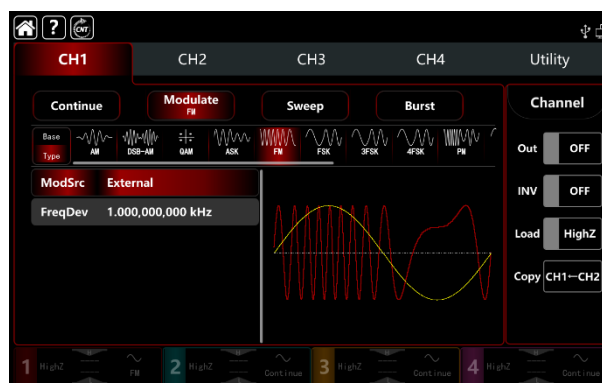 ? CNT
CH1 CH2 CH3 CH4 Utility
Continue Modulate Sweep Burst Channel
FM
Base
Type
AM DSB-AM QAM ASK FM FSK 3FSK 4FSK PM
Out OFF
ModSrc External
INV OFF
FreqDev 1.000,000,000 kHz
Load HighZ
Copy CH1←CH2
1 HighZ FM 2 HighZ Continue 3 HighZ Continue 4 HighZ Continue